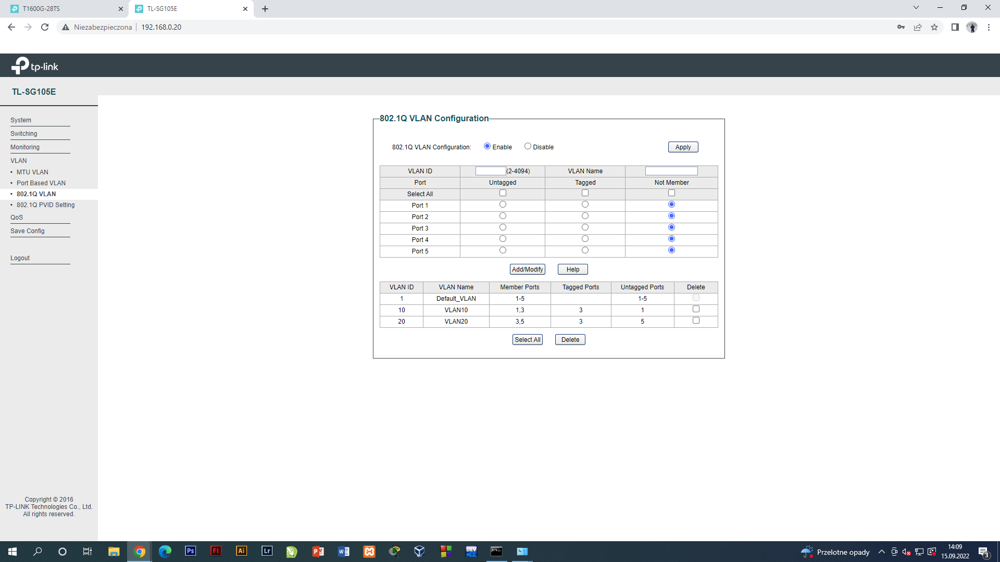 T1600G-28TS
TL-SG105E
Niezabezpieczona 192.168.0.20
tp-link
TL-SG105E
System
Switching
Monitoring
VLAN
• MTU VLAN
• Port Based VLAN
• 802.1Q VLAN
• 802.1Q PVID Setting
QoS
Save Config
Logout
Copyright © 2016
TP-LINK Technologies Co., Ltd.
All rights reserved.
802.1Q VLAN Configuration
802.1Q VLAN Configuration: Enable Disable Apply
VLAN ID (2-4094) VLAN Name
Port Untagged Tagged Not Member
Select All
Port 1
Port 2
Port 3
Port 4
Port 5
Add/Modify Help
VLAN ID VLAN Name Member Ports Tagged Ports Untagged Ports Delete
1 Default_VLAN 1-5 1-5
10 VLAN10 1,3 3 1
20 VLAN20 3,5 3 5
Select All Delete
Ps Fl Ai Lr DEV
Przelotne opady
14:09
15.09.2022
3